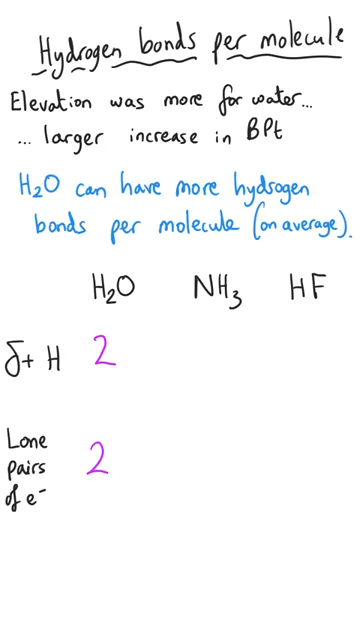 Hydrogen bonds per molecule
Elevation was more for water...
... larger increase in BPt
H₂O can have more hydrogen
bonds per molecule (on average).
H₂O NH₃ HF
δ+ H 2
Lone
pairs 2
of e⁻